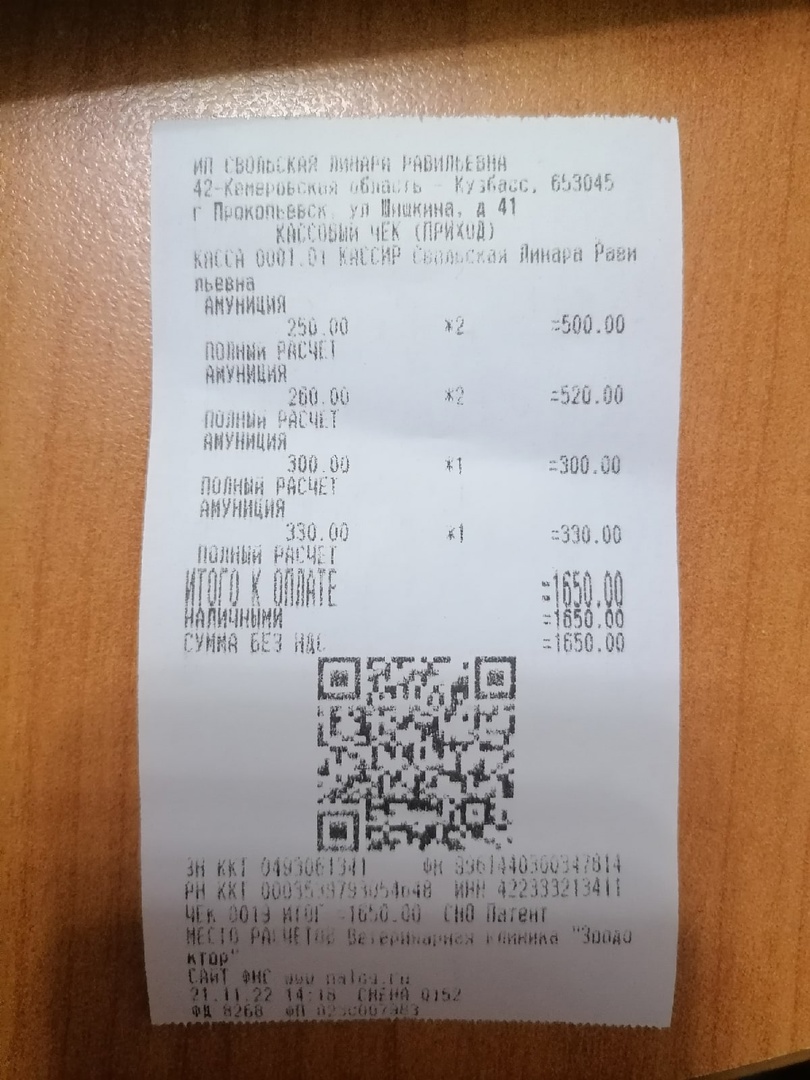 ИП СВОЛЬСКАЯ ЛИНАРА РАВИЛЬЕВНА
42-Кемеровская область - Кузбасс, 653045
г Прокопьевск, ул Шишкина, д 41
КАССОВЫЙ ЧЕК (ПРИХОД)
КАССА 0001.01 КАССИР Свольская Линара Рави
льевна
АМУНИЦИЯ
250.00 *2 =500.00
ПОЛНЫЙ РАСЧЕТ
АМУНИЦИЯ
260.00 *2 =520.00
ПОЛНЫЙ РАСЧЕТ
АМУНИЦИЯ
300.00 *1 =300.00
ПОЛНЫЙ РАСЧЕТ
АМУНИЦИЯ
330.00 *1 =330.00
ПОЛНЫЙ РАСЧЕТ
ИТОГО К ОПЛАТЕ =1650.00
НАЛИЧНЫМИ =1650.00
СУММА БЕЗ НДС =1650.00
ЗН ККТ 0493061341 ФН 9961440300347814
РН ККТ ИНН 422333213411
ЧЕК 0019 ИТОГ =1650.00 СНО Патент
МЕСТО РАСЧЕТОВ Ветеринарная клиника "Зоодо
ктор"
САЙТ ФНС www.nalog.ru
21.11.22 14:18 СМЕНА 0152
ФД 8268 ФП